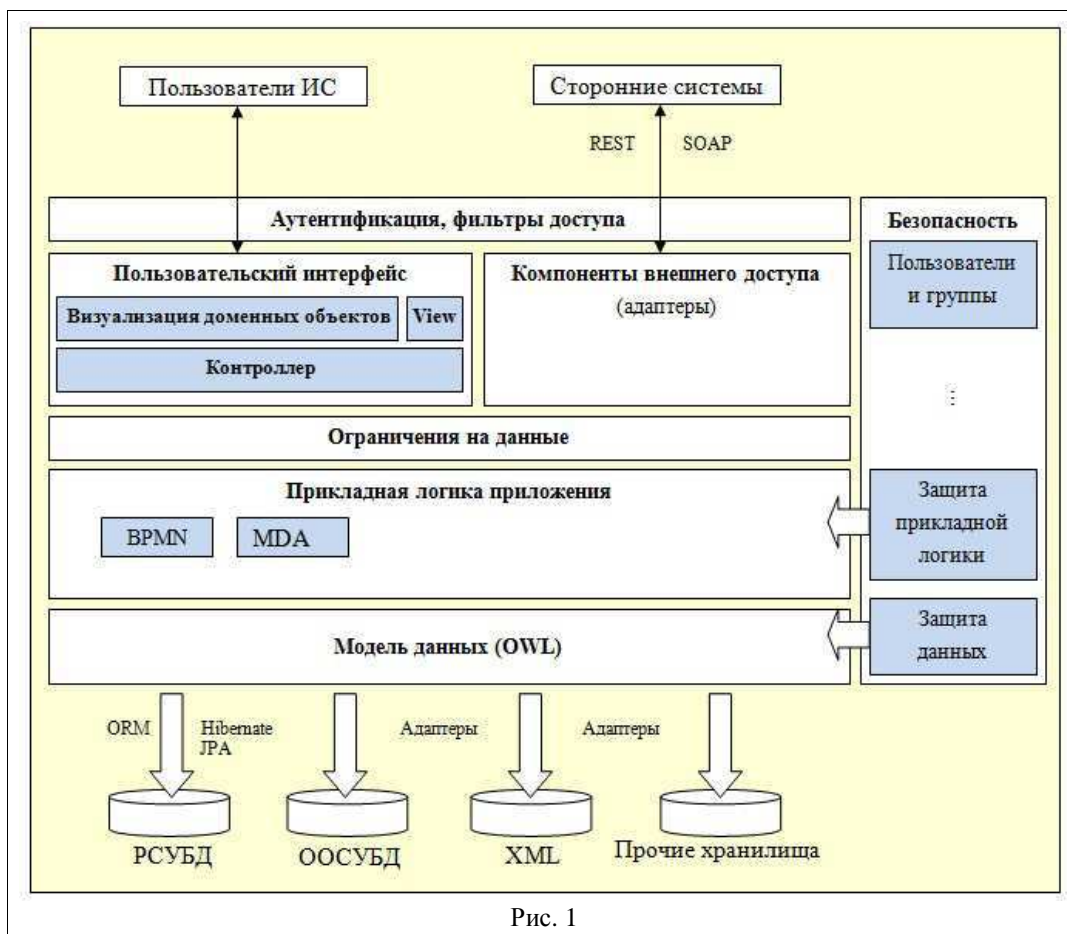 Пользователи ИС
Сторонние системы
REST SOAP
Аутентификация, фильтры доступа
Безопасность
Пользователи
и группы
Пользовательский интерфейс
Визуализация доменных объектов
View
Контроллер
Компоненты внешнего доступа
(адаптеры)
...
Ограничения на данные
Прикладная логика приложения
BPMN
MDA
Защита
прикладной
логики
Модель данных (OWL)
Защита
данных
ORM
Hibernate
JPA
Адаптеры
Адаптеры
РСУБД
ООСУБД
XML
Прочие хранилища
Рис. 1